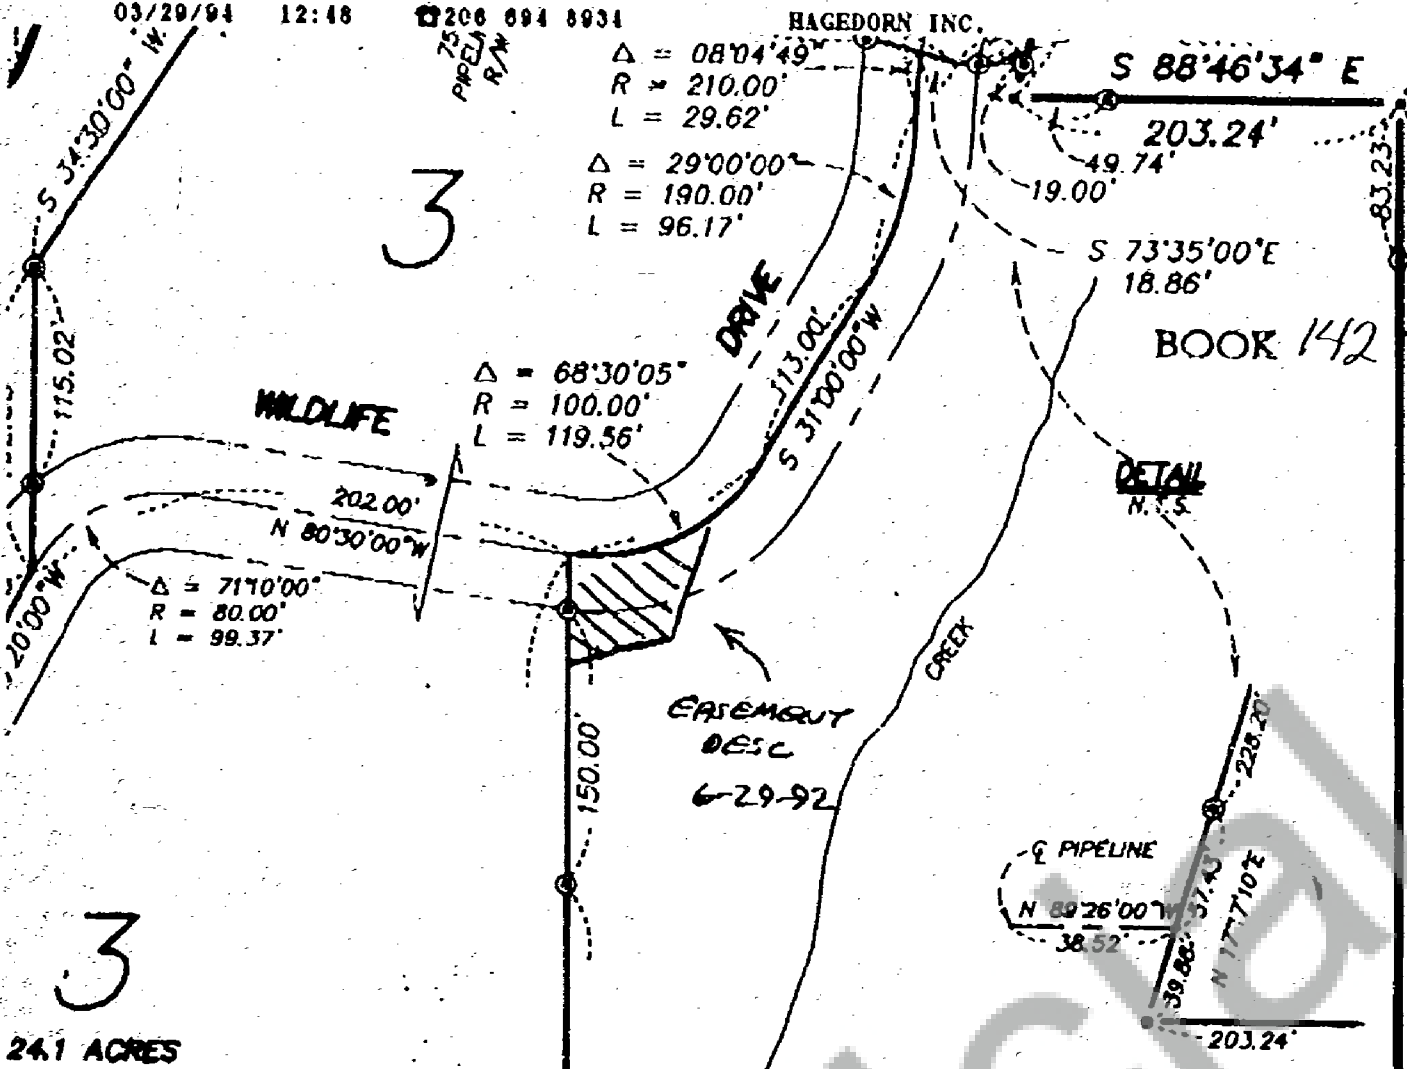 03/29/94 12:48 ☎206 694 8934 HAGEDORN INC.
75'
PIPELINE
R/W
S 34°30'00" W
Δ = 08°04'49"
R = 210.00'
L = 29.62'
S 88°46'34" E
203.24'
49.74'
19.00'
83.23'
3
Δ = 29°00'00"
R = 190.00'
L = 96.17'
S 73°35'00"E
18.86'
BOOK 142
DRIVE
113.00'
S 31°00'00"W
115.02'
Δ = 68°30'05"
R = 100.00'
L = 119.56'
WILDLIFE
202.00'
N 80°30'00"W
DETAIL
N.T.S.
20'00"W
Δ = 71°10'00"
R = 80.00'
L = 99.37'
CREEK
EASEMENT
DESC
6-29-92
150.00'
228.20'
℄ PIPELINE
N 89°26'00"W
38.52'
37.43'
N 17°17'10"E
39.88'
203.24'
3
24.1 ACRES